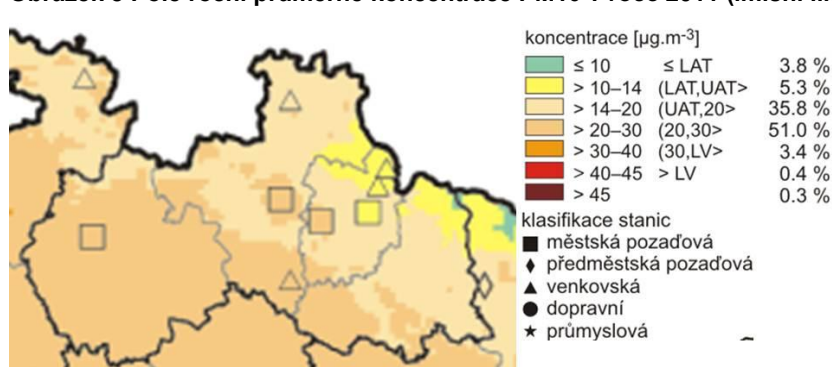 koncentrace [µg.m-3]
≤ 10 ≤ LAT 3.8 %
> 10–14 (LAT,UAT> 5.3 %
> 14–20 (UAT,20> 35.8 %
> 20–30 (20,30> 51.0 %
> 30–40 (30,LV> 3.4 %
> 40–45 > LV 0.4 %
> 45 0.3 %
klasifikace stanic
městská pozaďová
předměstská pozaďová
venkovská
dopravní
průmyslová